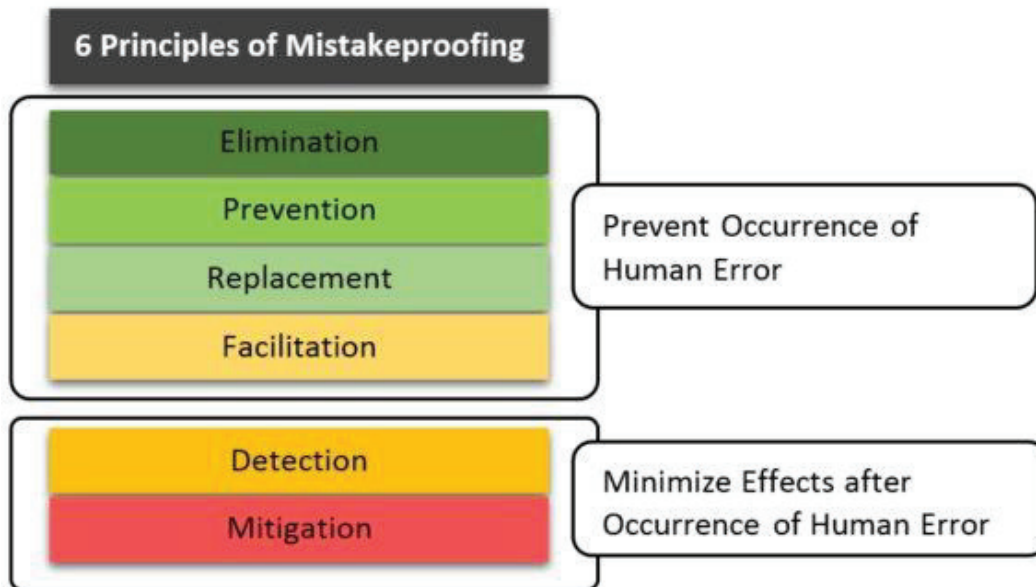 6 Principles of Mistakeproofing
Elimination
Prevention
Replacement
Facilitation
Prevent Occurrence of
Human Error
Detection
Mitigation
Minimize Effects after
Occurrence of Human Error